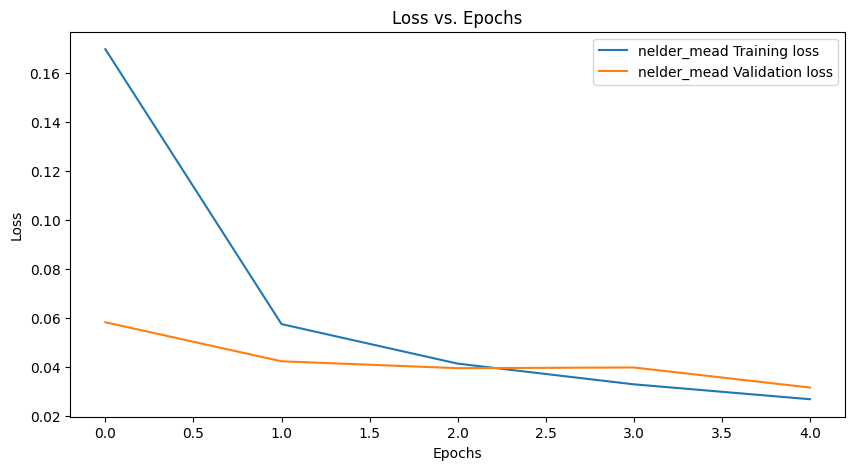 Loss vs. Epochs
nelder_mead Training loss
nelder_mead Validation loss
0.16
0.14
0.12
0.10
0.08
0.06
0.04
0.02
Loss
0.0 0.5 1.0 1.5 2.0 2.5 3.0 3.5 4.0
Epochs